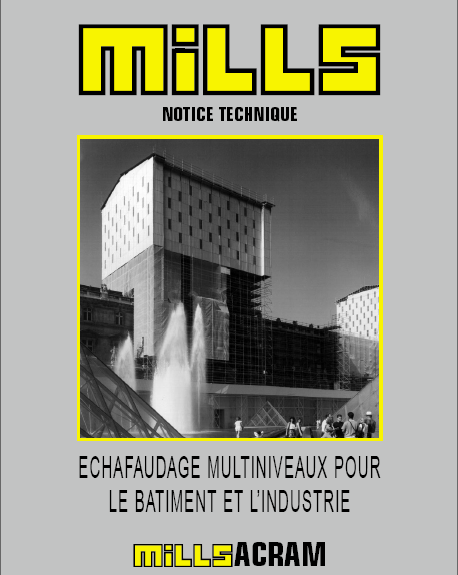 MiLLS
NOTICE TECHNIQUE
ECHAFAUDAGE MULTINIVEAUX POUR
LE BATIMENT ET L'INDUSTRIE
MiLLSACRAM